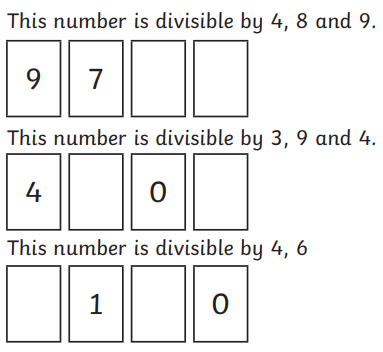 This number is divisible by 4, 8 and 9.
9 7
This number is divisible by 3, 9 and 4.
4 0
This number is divisible by 4, 6
1 0